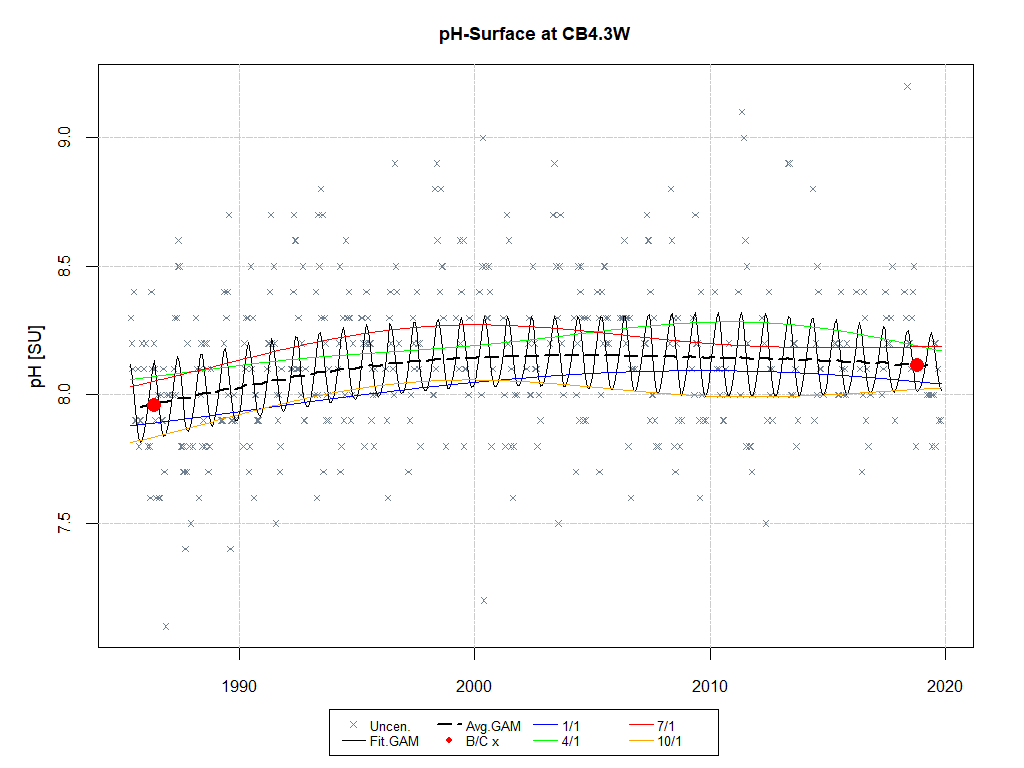 pH-Surface at CB4.3W
pH [SU]
9.0
8.5
8.0
7.5
1990 2000 2010 2020
Uncen. Avg.GAM 1/1 7/1
Fit.GAM B/C x 4/1 10/1